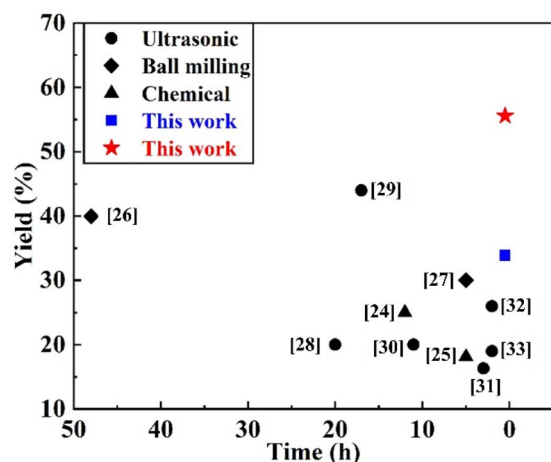 70
60
50
40
30
20
10
Yield (%)
Ultrasonic
Ball milling
Chemical
This work
This work
[26]
[29]
[27]
[32]
[24]
[28]
[30]
[25]
[33]
[31]
50 40 30 20 10 0
Time (h)